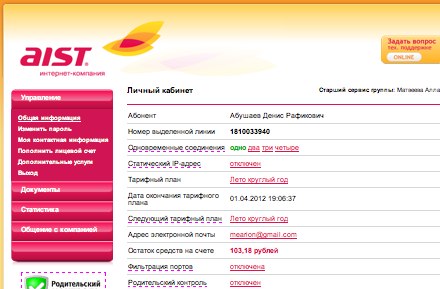 Aist®
интернет-компания
Задать вопрос
тех. поддержке
ONLINE
Управление
Общая информация
Изменить пароль
Моя контактная информация
Пополнить лицевой счет
Дополнительные услуги
Выход
Документы
Статистика
Общение с компанией
Родительский
Личный кабинет
Старший сервис группы: Матвеева Алла
Абонент Абушаев Денис Рафикович
Номер выделенной линии 1810033940
Одновременные соединения одно два три четыре
Статический IP-адрес отключен
Тарифный план Лето круглый год
Дата окончания тарифного
плана 01.04.2012 19:06:37
Следующий тарифный план Лето круглый год
Адрес электронной почты mearion@gmail.com
Остаток средств на счете 103,18 рублей
Фильтрация портов отключена
Родительский контроль отключен